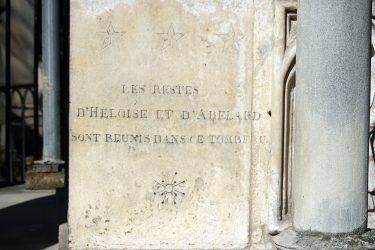 LES RESTES
D'HELOISE ET D'ABELARD
SONT REUNIS DANS CE TOMBEAU